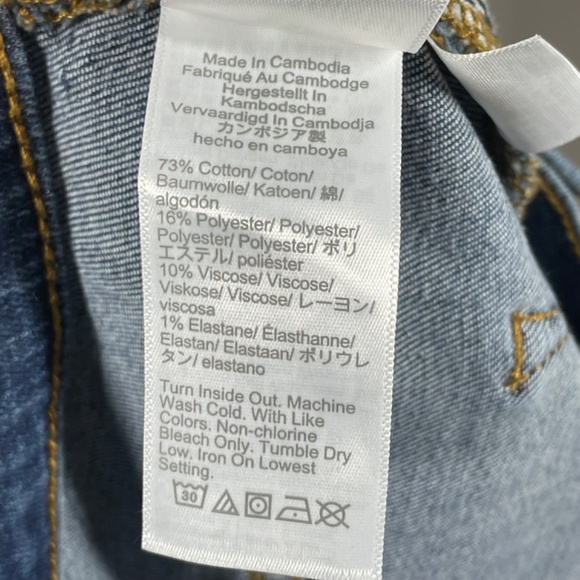 Made In Cambodia
Fabriqué Au Cambodge
Hergestellt In
Kambodscha
Vervaardigd In Cambodja
カンボジア製
hecho en camboya
73% Cotton/ Coton/
Baumwolle/ Katoen/ 綿/
algodón
16% Polyester/ Polyester/
Polyester/ Polyester/ ポリ
エステル/ poliéster
10% Viscose/ Viscose/
Viskose/ Viscose/ レーヨン/
viscosa
1% Elastane/ Élasthanne/
Elastan/ Elastaan/ ポリウレ
タン/ elastano
Turn Inside Out. Machine
Wash Cold. With Like
Colors. Non-chlorine
Bleach Only. Tumble Dry
Low. Iron On Lowest
Setting.
30